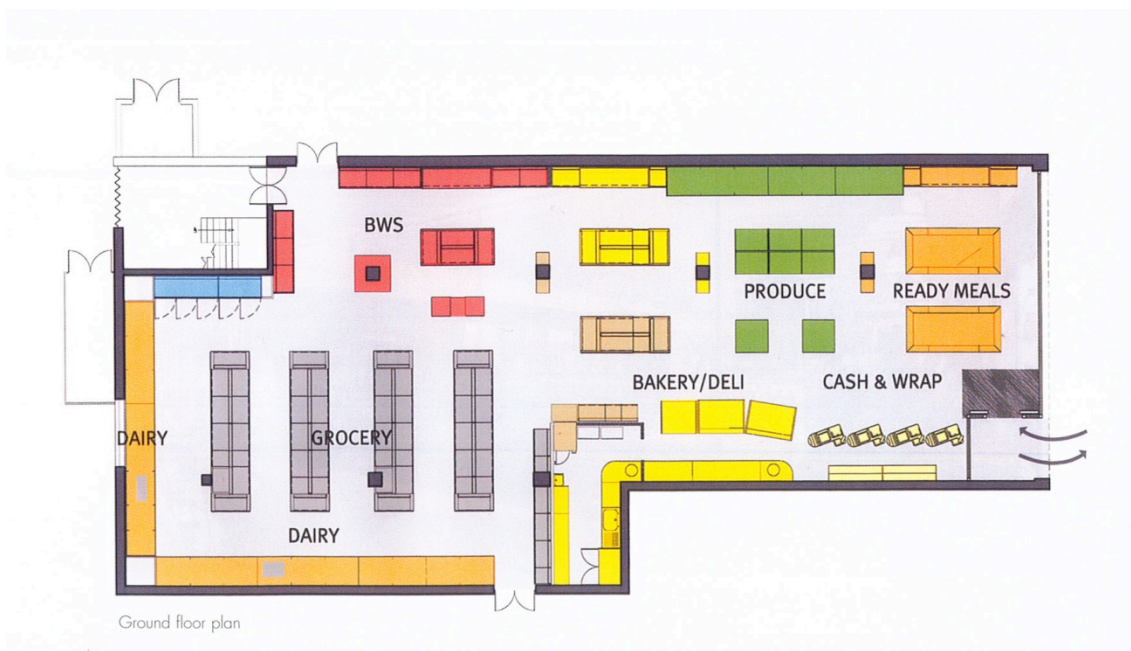 BWS
PRODUCE
READY MEALS
BAKERY/DELI
CASH & WRAP
DAIRY
GROCERY
DAIRY
Ground floor plan